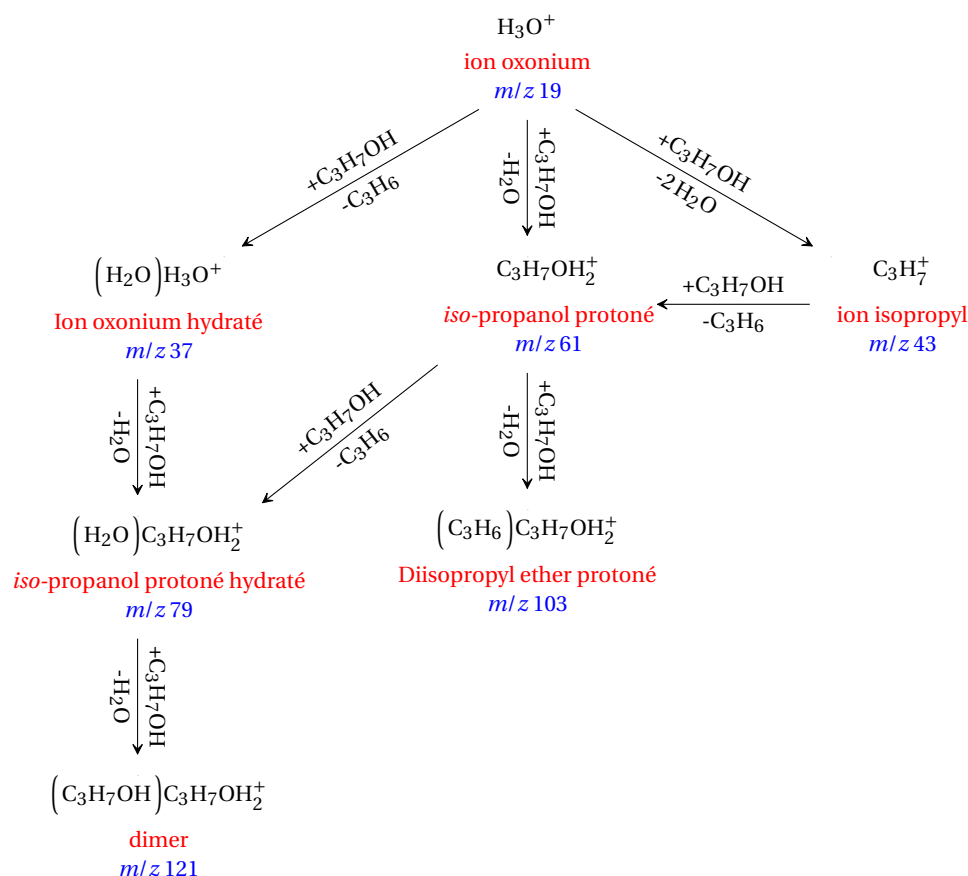 H₃O⁺
ion oxonium
m/z 19
+C₃H₇OH
-C₃H₆
+C₃H₇OH
-H₂O
+C₃H₇OH
-2H₂O
(H₂O)H₃O⁺
Ion oxonium hydraté
m/z 37
C₃H₇OH₂⁺
iso-propanol protoné
m/z 61
+C₃H₇OH
-C₃H₆
C₃H₇⁺
ion isopropyl
m/z 43
+C₃H₇OH
-H₂O
+C₃H₇OH
-C₃H₆
+C₃H₇OH
-H₂O
(H₂O)C₃H₇OH₂⁺
iso-propanol protoné hydraté
m/z 79
(C₃H₆)C₃H₇OH₂⁺
Diisopropyl ether protoné
m/z 103
+C₃H₇OH
-H₂O
(C₃H₇OH)C₃H₇OH₂⁺
dimer
m/z 121